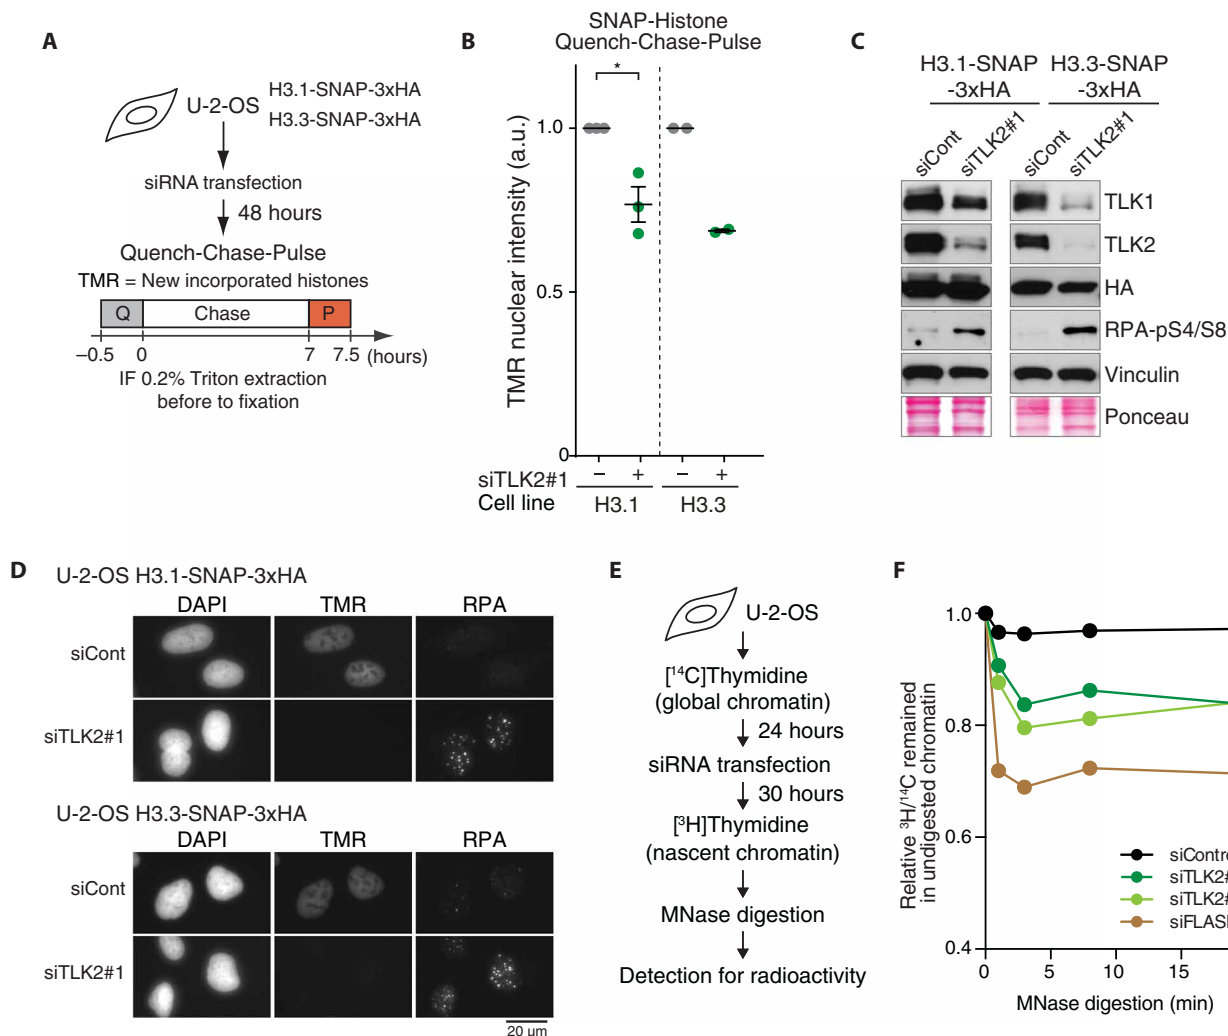 A
U-2-OS
H3.1-SNAP-3xHA
H3.3-SNAP-3xHA
siRNA transfection
48 hours
Quench-Chase-Pulse
TMR = New incorporated histones
Q
Chase
P
–0.5
0
7
7.5
(hours)
IF 0.2% Triton extraction
before to fixation
B
SNAP-Histone
Quench-Chase-Pulse
*
TMR nuclear intensity (a.u.)
1.0
0.5
0
siTLK2#1
–
+
–
+
Cell line
H3.1
H3.3
C
H3.1-SNAP
-3xHA
H3.3-SNAP
-3xHA
siCont
siTLK2#1
siCont
siTLK2#1
TLK1
TLK2
HA
RPA-pS4/S8
Vinculin
Ponceau
D
U-2-OS H3.1-SNAP-3xHA
DAPI
TMR
RPA
siCont
siTLK2#1
U-2-OS H3.3-SNAP-3xHA
DAPI
TMR
RPA
siCont
siTLK2#1
20 µm
E
U-2-OS
[¹⁴C]Thymidine
(global chromatin)
24 hours
siRNA transfection
30 hours
[³H]Thymidine
(nascent chromatin)
MNase digestion
Detection for radioactivity
F
Relative ³H/¹⁴C remained
in undigested chromatin
1.0
0.8
0.6
0.4
siContro
siTLK2#
siTLK2#
siFLASH
0
5
10
15
MNase digestion (min)